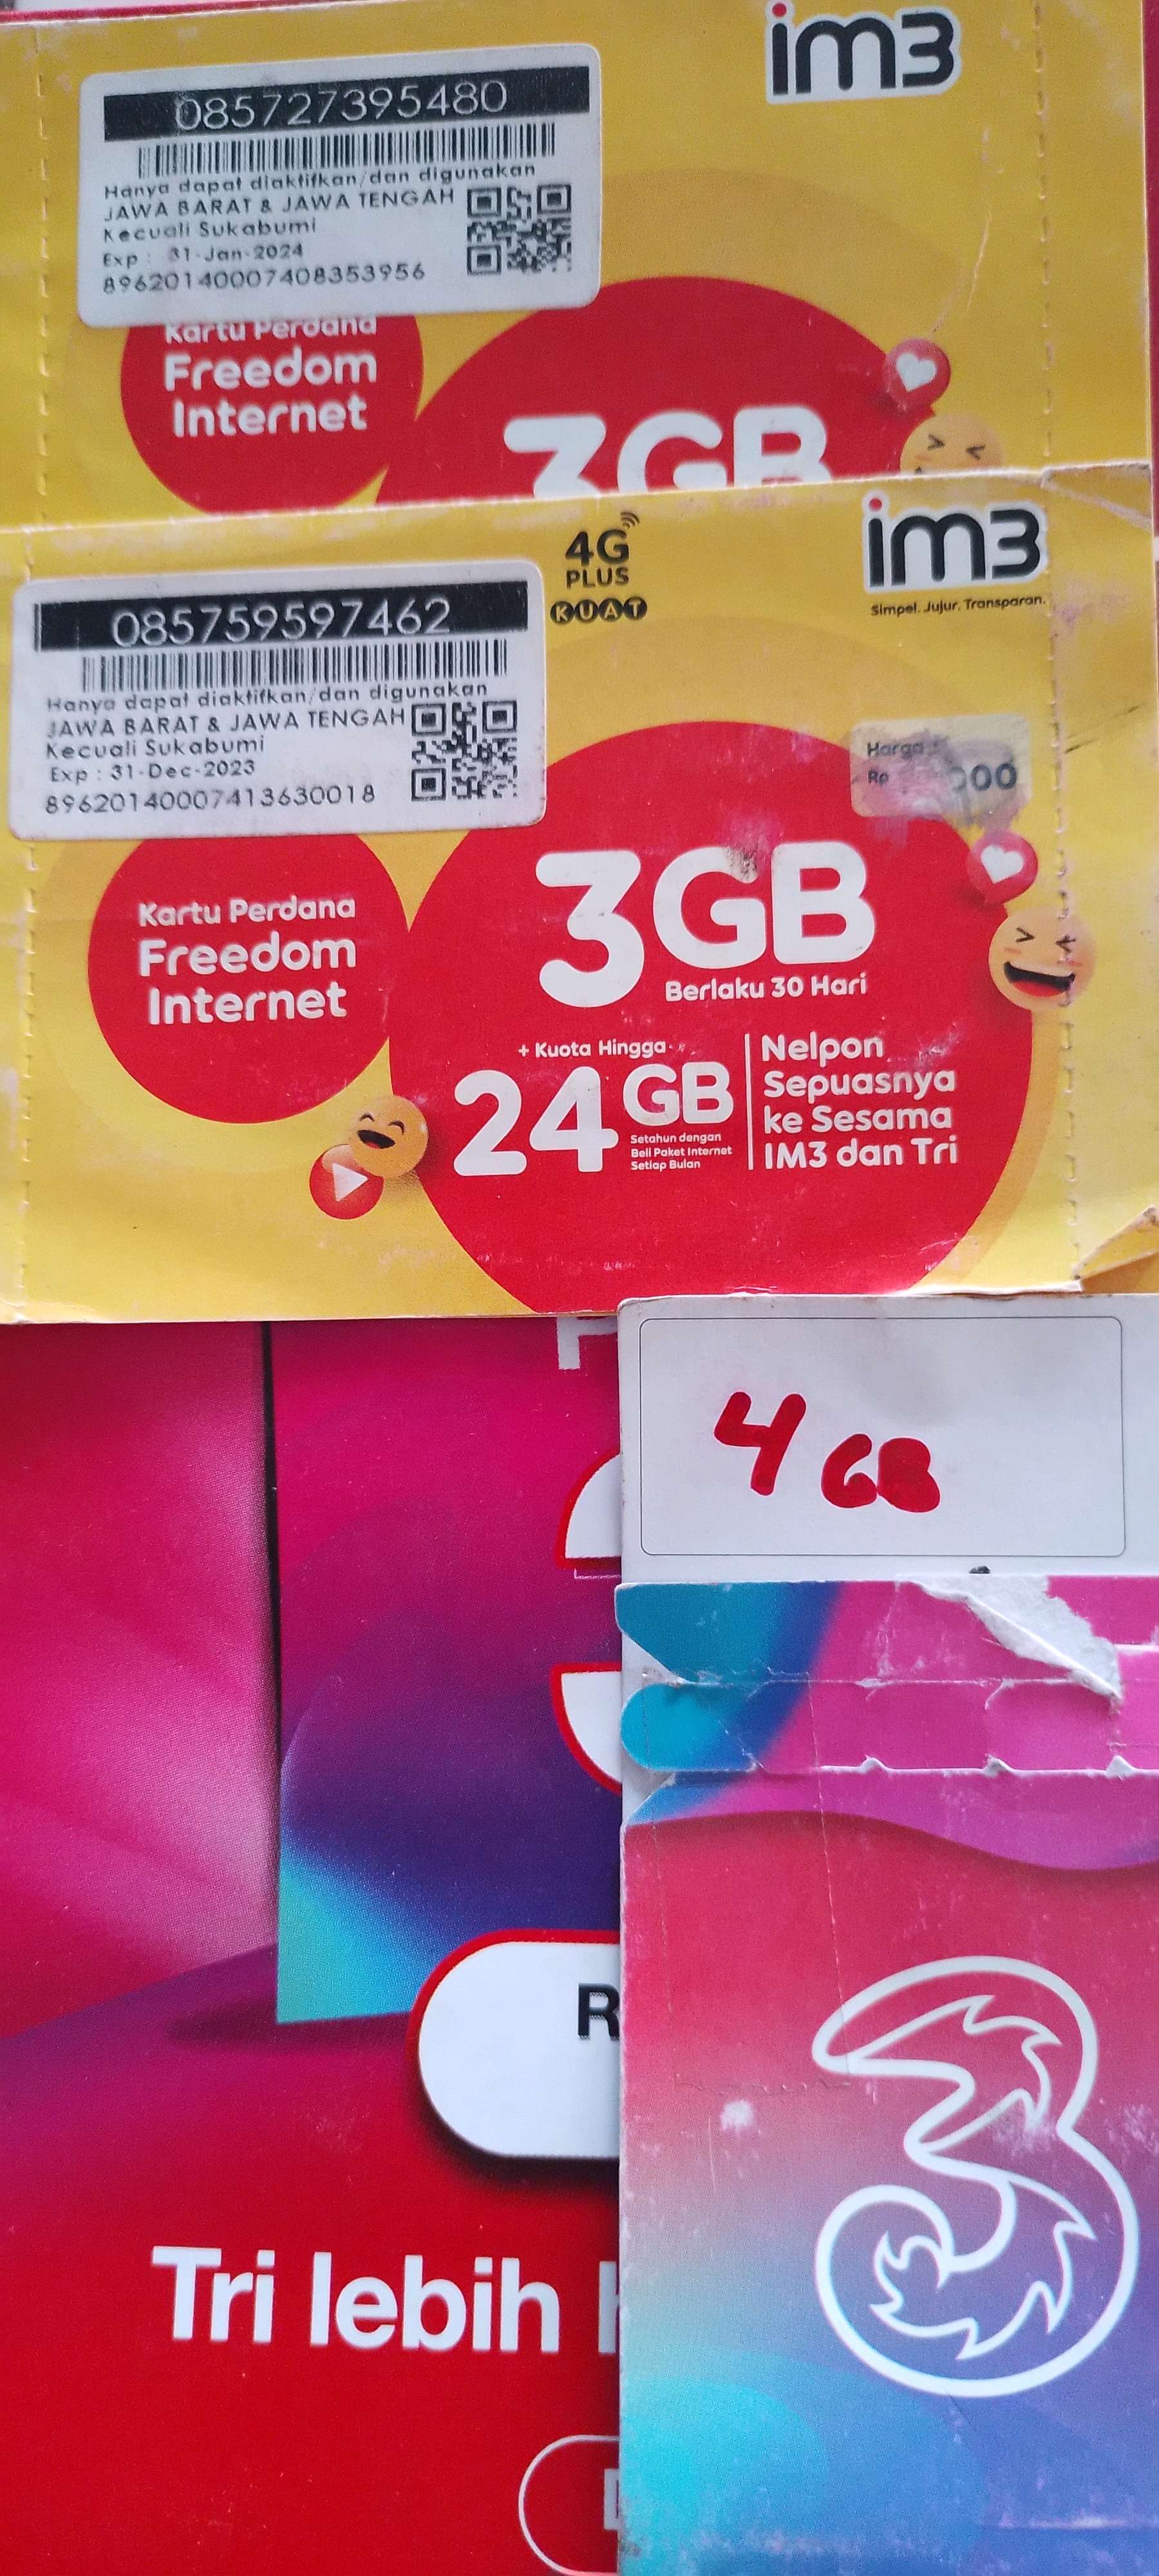 im3
085727395480
Hanya dapat diaktifkan/dan digunakan
JAWA BARAT & JAWA TENGAH
Kecuali Sukabumi
Exp : 31-Jan-2024
89620140007408353956
Kartu Perdana
Freedom
Internet
3GB
4G
PLUS
KUAT
im3
Simpel. Jujur. Transparan.
085759597462
Hanya dapat diaktifkan/dan digunakan
JAWA BARAT & JAWA TENGAH
Kecuali Sukabumi
Exp : 31-Dec-2023
89620140007413630018
Harga
Rp 000
Kartu Perdana
Freedom
Internet
3GB
Berlaku 30 Hari
+ Kuota Hingga
24GB
Setahun dengan
Beli Paket Internet
Setiap Bulan
Nelpon
Sepuasnya
ke Sesama
IM3 dan Tri
4 GB
R
3
Tri lebih